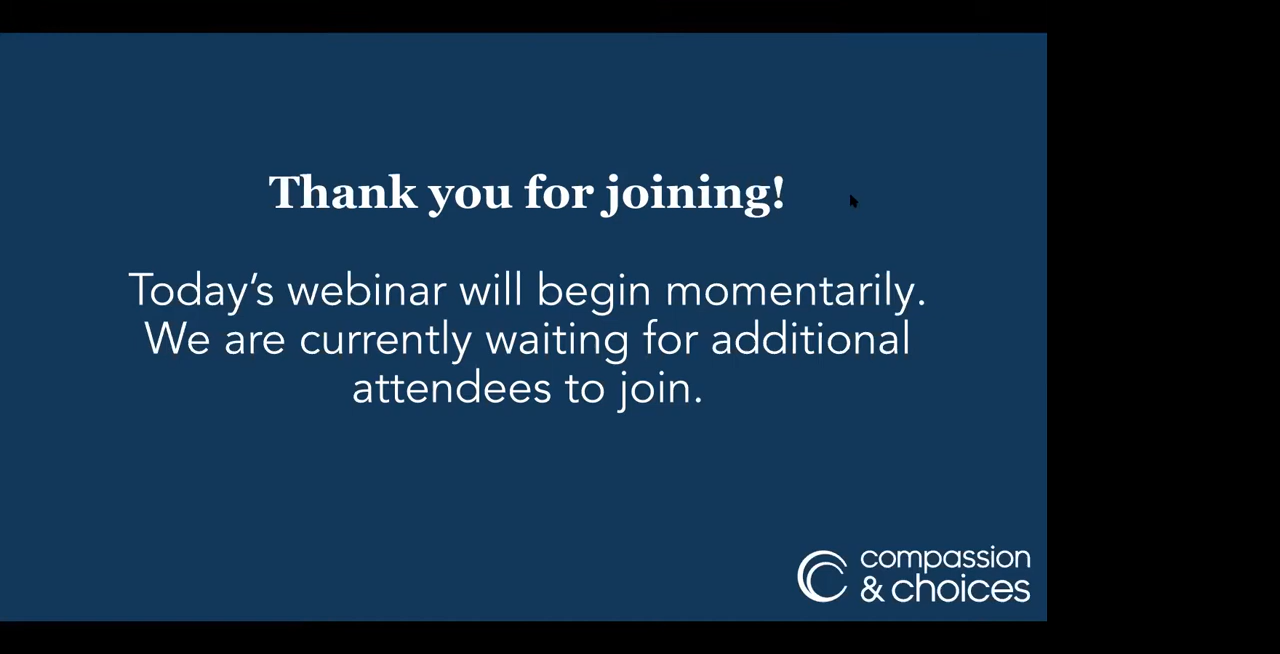 Thank you for joining!
Today’s webinar will begin momentarily.
We are currently waiting for additional
attendees to join.
compassion
& choices